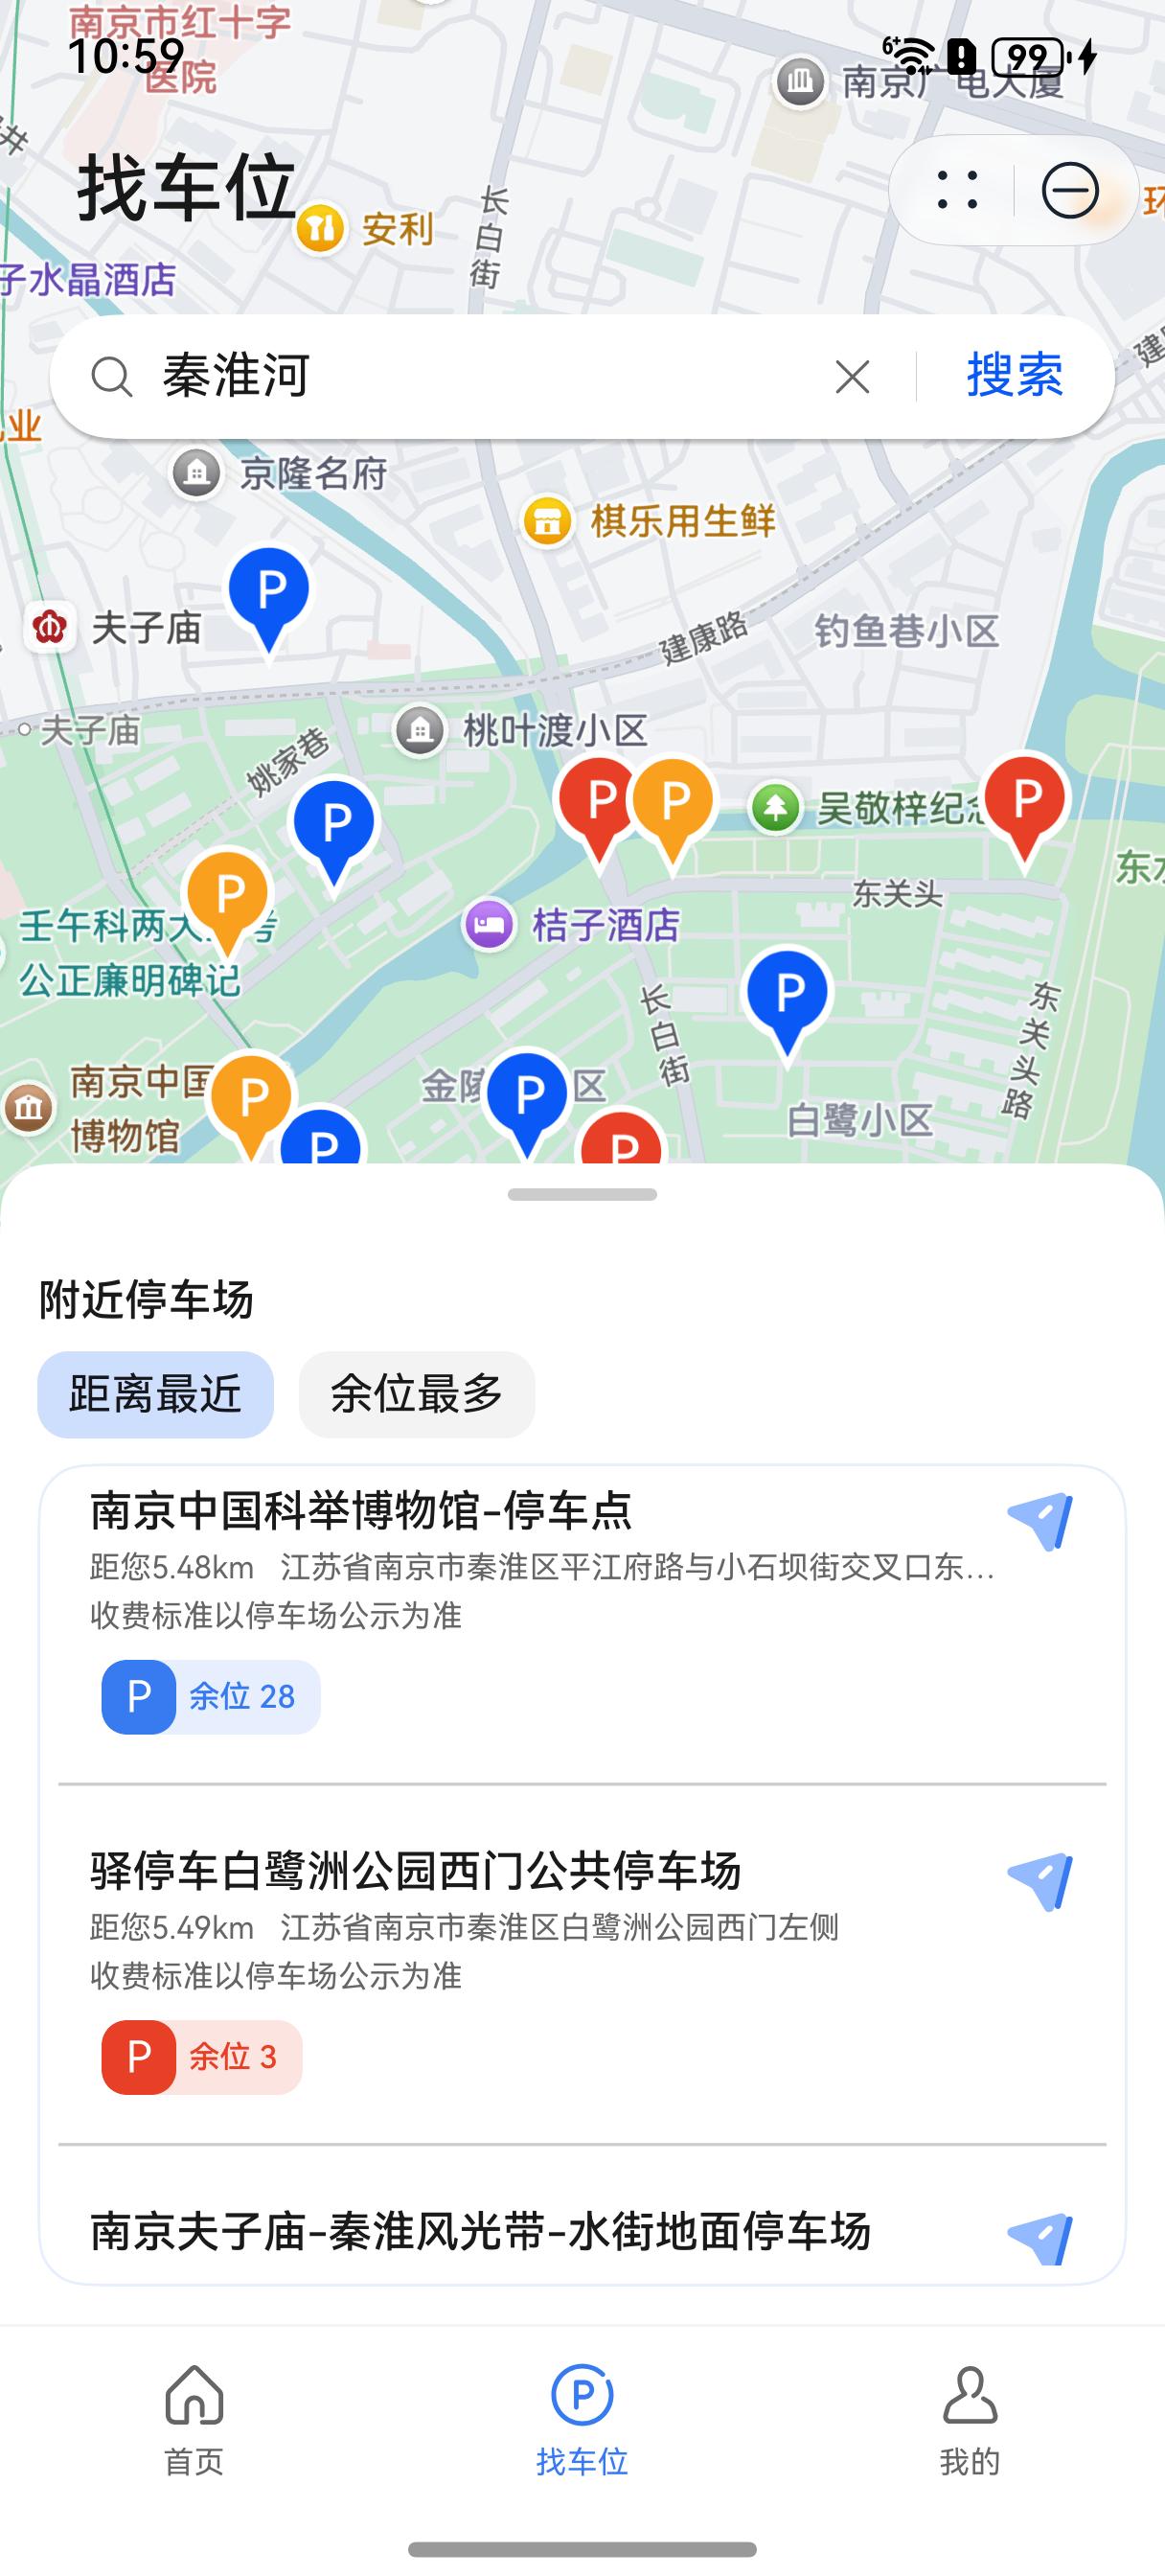 南京市红十字
医院
10:59
99
找车位
安利
长白街
子水晶酒店
秦淮河
搜索
京隆名府
棋乐用生鲜
P
夫子庙
建康路
钓鱼巷小区
夫子庙
桃叶渡小区
姚家巷
P
P
P
吴敬梓纪念
P
P
东关头
壬午科两大
公正廉明碑记
桔子酒店
P
长白街
东关头路
南京中国
博物馆
P
P
金陵
P
区
P
白鹭小区
附近停车场
距离最近
余位最多
南京中国科举博物馆-停车点
距您5.48km 江苏省南京市秦淮区平江府路与小石坝街交叉口东...
收费标准以停车场公示为准
P 余位 28
驿停车白鹭洲公园西门公共停车场
距您5.49km 江苏省南京市秦淮区白鹭洲公园西门左侧
收费标准以停车场公示为准
P 余位 3
南京夫子庙-秦淮风光带-水街地面停车场
首页
找车位
我的